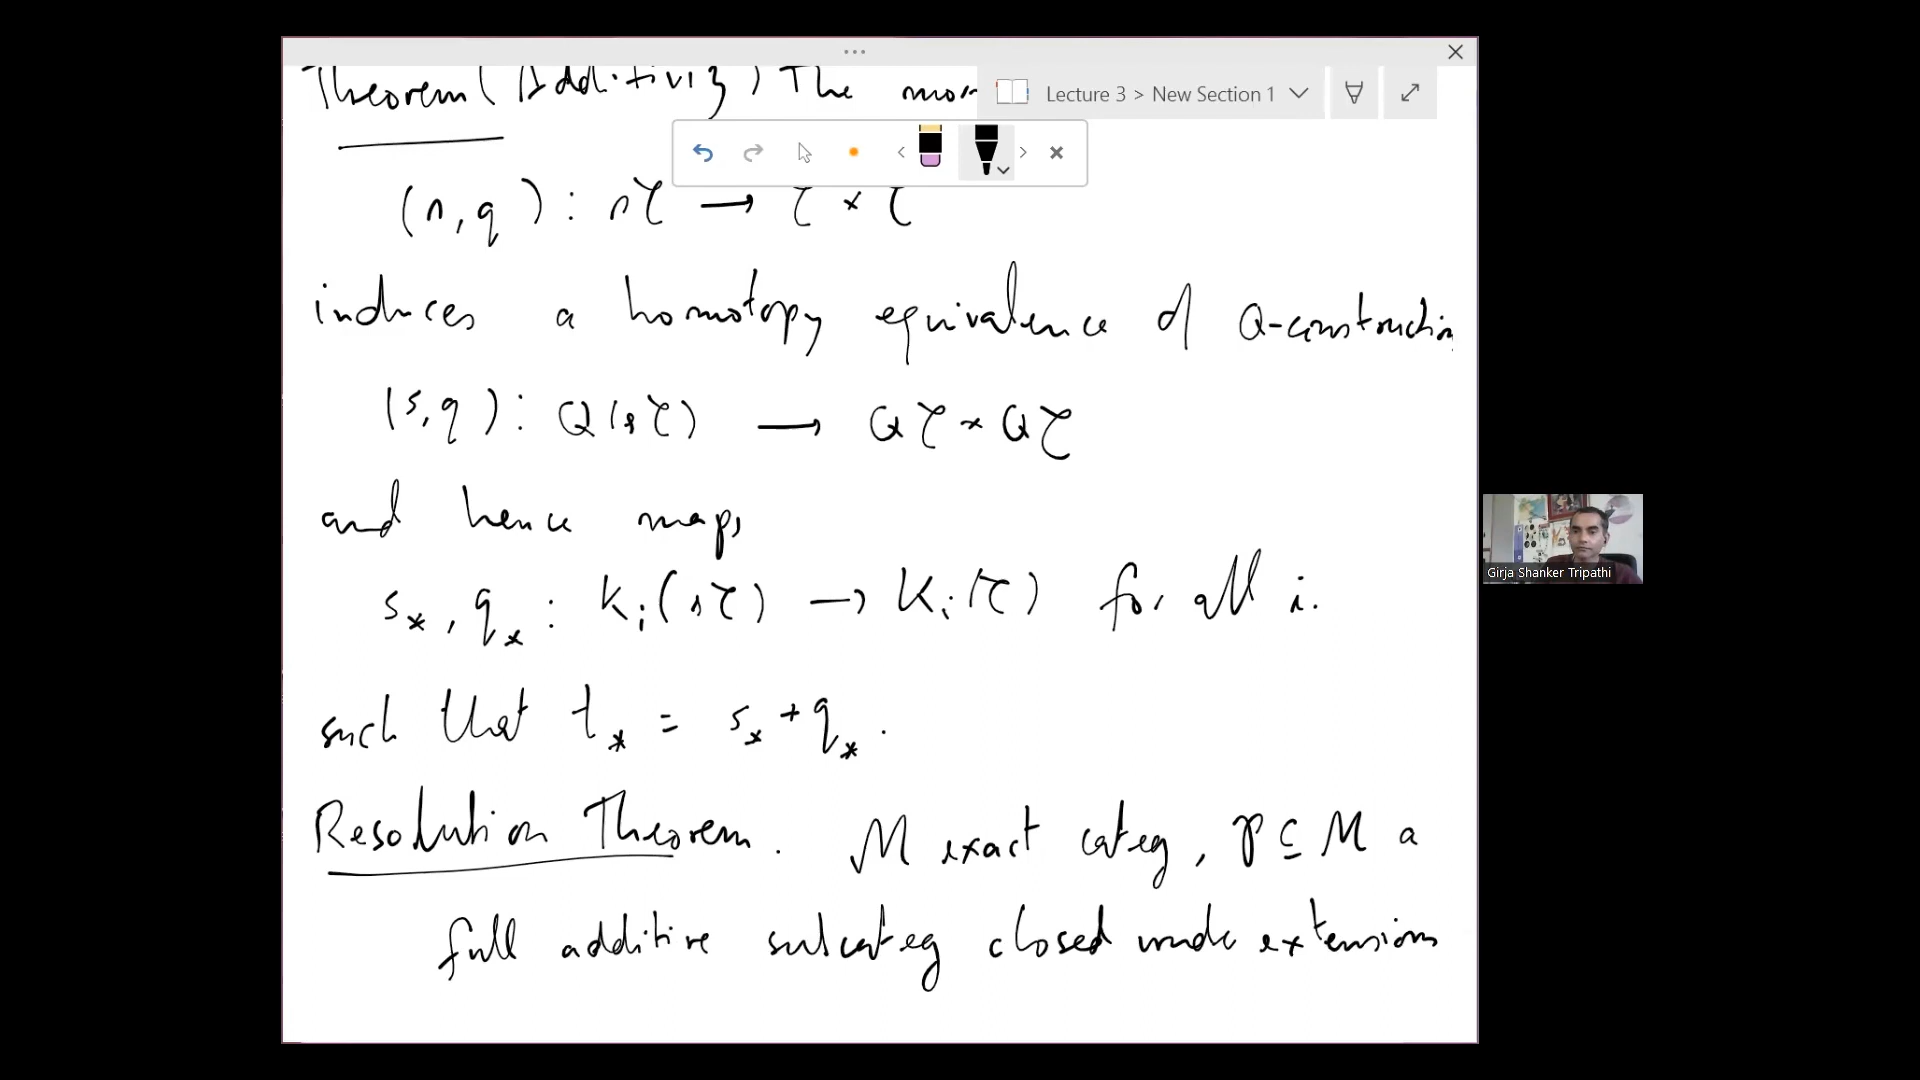 Theorem (Additivity) The mor
Lecture 3 > New Section 1
(s, q) : s𝒞 → 𝒞 × 𝒞
induces a homotopy equivalence of Q-construction
(s, q) : Q(s𝒞) → Q𝒞 × Q𝒞
and hence maps
s_*, q_* : K_i(s𝒞) → K_i(𝒞) for all i.
such that t_* = s_* + q_* .
Resolution Theorem. M exact categ, P ⊆ M a
full additive subcateg closed under extensions
Girja Shanker Tripathi